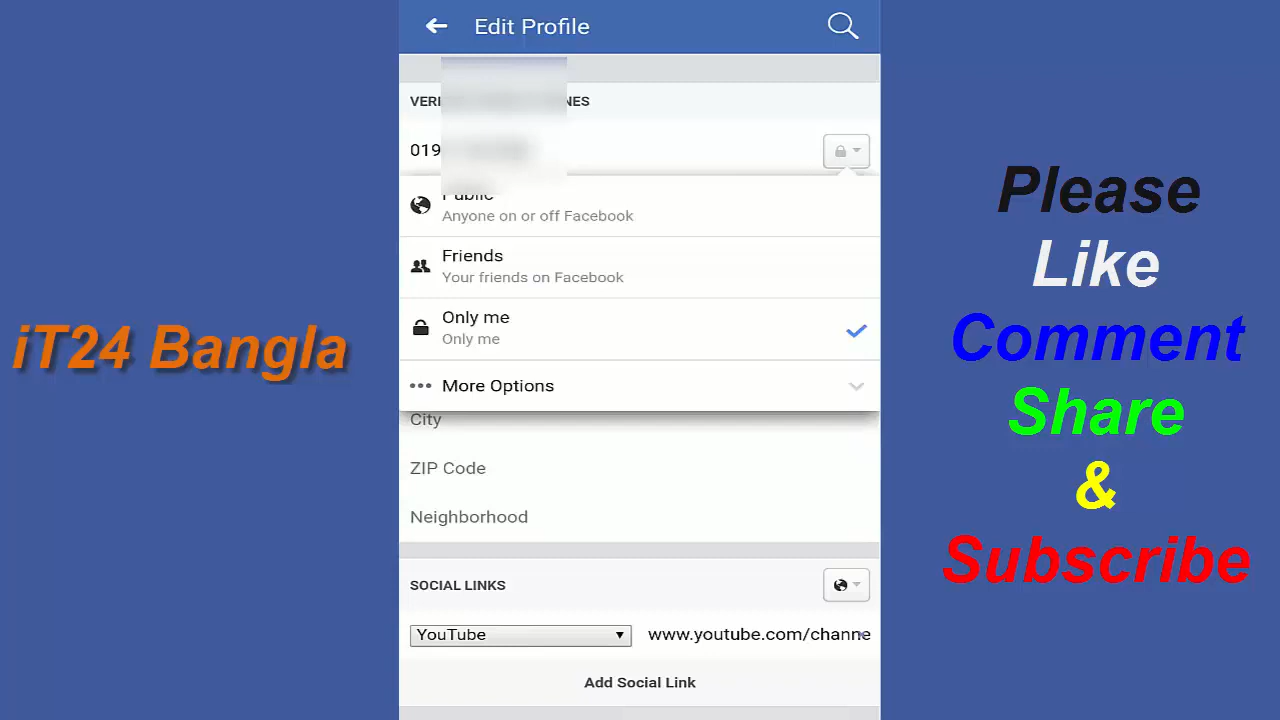 Edit Profile
019
Public
Anyone on or off Facebook
Friends
Your friends on Facebook
Only me
Only me
More Options
City
ZIP Code
Neighborhood
SOCIAL LINKS
YouTube
www.youtube.com/channe
Add Social Link
iT24 Bangla
Please
Like
Comment
Share
&
Subscribe